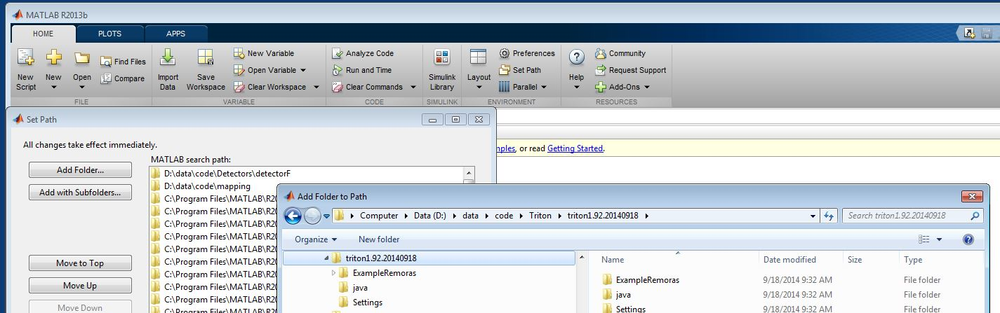 MATLAB R2013b
HOME PLOTS APPS
New Script
New
Open
Find Files
Compare
FILE
Import Data
Save Workspace
New Variable
Open Variable
Clear Workspace
VARIABLE
Analyze Code
Run and Time
Clear Commands
CODE
Simulink Library
SIMULINK
Layout
Preferences
Set Path
Parallel
ENVIRONMENT
Help
Community
Request Support
Add-Ons
RESOURCES
Set Path
All changes take effect immediately.
mples, or read Getting Started.
MATLAB search path:
Add Folder...
Add with Subfolders...
Move to Top
Move Up
Move Down
D:\data\code\Detectors\detectorF
D:\data\code\mapping
C:\Program Files\MATLAB\R20
C:\Program Files\MATLAB\R20
C:\Program Files\MATLAB\R20
C:\Program Files\MATLAB\R20
C:\Program Files\MATLAB\R20
C:\Program Files\MATLAB\R20
C:\Program Files\MATLAB\R20
C:\Program Files\MATLAB\R20
C:\Program Files\MATLAB\R20
Add Folder to Path
Computer Data (D:) data code Triton triton1.92.20140918
Search triton1.92.20140918
Organize New folder
triton1.92.20140918
ExampleRemoras
java
Settings
Name Date modified Size Type
ExampleRemoras 9/18/2014 9:32 AM File folder
java 9/18/2014 9:32 AM File folder
Settings 9/18/2014 9:32 AM File folder